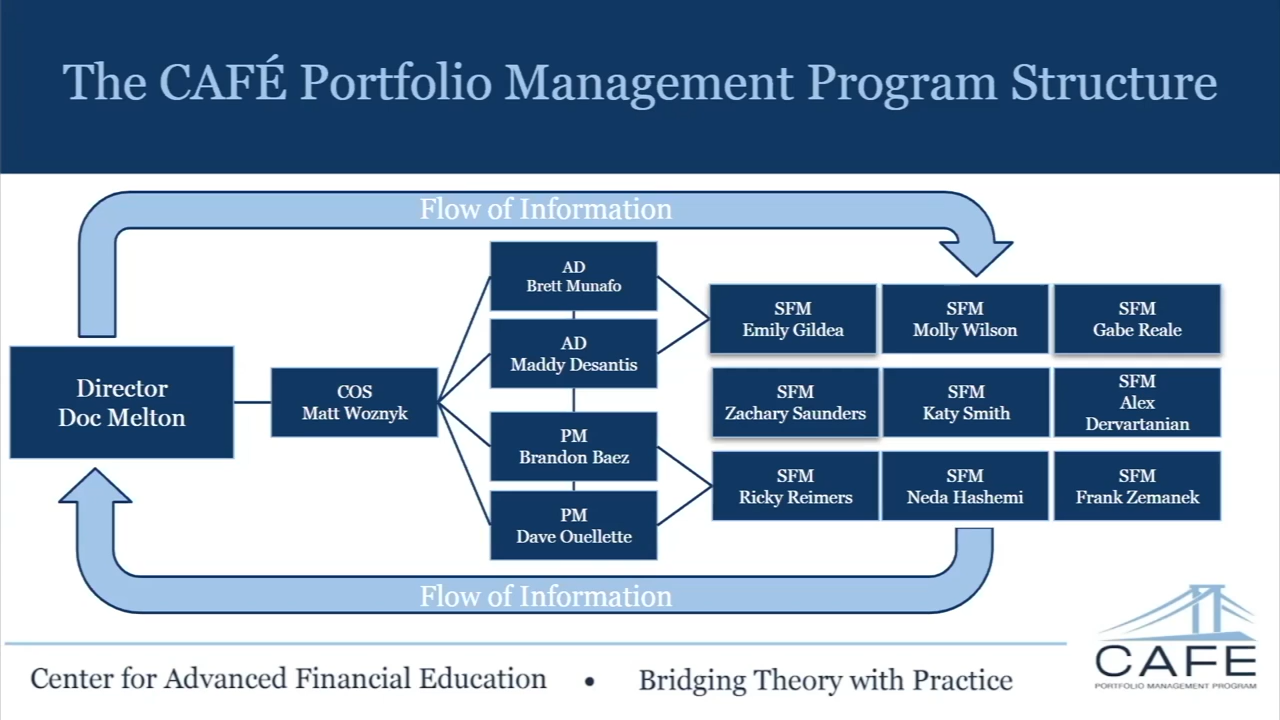 The CAFÉ Portfolio Management Program Structure
Flow of Information
Director
Doc Melton
COS
Matt Woznyk
AD
Brett Munafo
AD
Maddy Desantis
PM
Brandon Baez
PM
Dave Ouellette
SFM
Emily Gildea
SFM
Molly Wilson
SFM
Gabe Reale
SFM
Zachary Saunders
SFM
Katy Smith
SFM
Alex
Dervartanian
SFM
Ricky Reimers
SFM
Neda Hashemi
SFM
Frank Zemanek
Flow of Information
Center for Advanced Financial Education • Bridging Theory with Practice
CAFE
PORTFOLIO MANAGEMENT PROGRAM